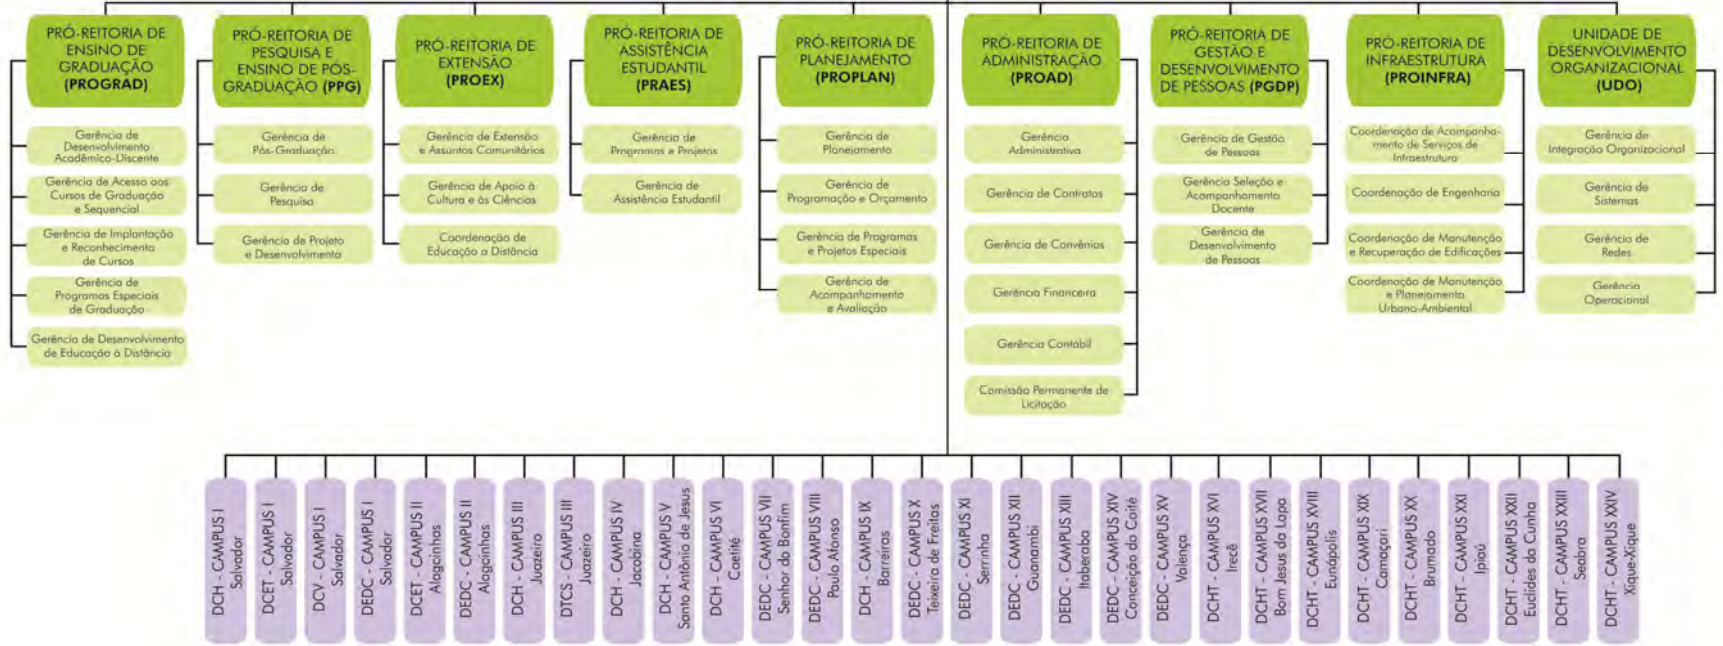 PRÓ-REITORIA DE
ENSINO DE
GRADUAÇÃO
(PROGRAD)
Gerência de
Desenvolvimento
Acadêmico-Discente
Gerência de Acesso aos
Cursos de Graduação
e Sequencial
Gerência de Implantação
e Reconhecimento
de Cursos
Gerência de
Programas Especiais
de Graduação
Gerência de Desenvolvimento
de Educação à Distância
PRÓ-REITORIA DE
PESQUISA E
ENSINO DE PÓS-
GRADUAÇÃO (PPG)
Gerência de
Pós-Graduação
Gerência de
Pesquisa
Gerência de Projeto
e Desenvolvimento
PRÓ-REITORIA DE
EXTENSÃO
(PROEX)
Gerência de Extensão
e Assuntos Comunitários
Gerência de Apoio à
Cultura e às Ciências
Coordenação de
Educação a Distância
PRÓ-REITORIA DE
ASSISTÊNCIA
ESTUDANTIL
(PRAES)
Gerência de
Programas e Projetos
Gerência de
Assistência Estudantil
PRÓ-REITORIA DE
PLANEJAMENTO
(PROPLAN)
Gerência de
Planejamento
Gerência de
Programação e Orçamento
Gerência de Programas
e Projetos Especiais
Gerência de
Acompanhamento
e Avaliação
PRÓ-REITORIA DE
ADMINISTRAÇÃO
(PROAD)
Gerência
Administrativa
Gerência de Contratos
Gerência de Convênios
Gerência Financeira
Gerência Contábil
Comissão Permanente de
Licitação
PRÓ-REITORIA DE
GESTÃO E
DESENVOLVIMENTO
DE PESSOAS (PGDP)
Gerência de Gestão
de Pessoas
Gerência Seleção e
Acompanhamento
Docente
Gerência de
Desenvolvimento
de Pessoas
PRÓ-REITORIA DE
INFRAESTRUTURA
(PROINFRA)
Coordenação de Acompanha-
mento de Serviços de
Infraestrutura
Coordenação de Engenharia
Coordenação de Manutenção
e Recuperação de Edificações
Coordenação de Manutenção
e Planejamento
Urbano-Ambiental
UNIDADE DE
DESENVOLVIMENTO
ORGANIZACIONAL
(UDO)
Gerência de
Integração Organizacional
Gerência de
Sistemas
Gerência de
Redes
Gerência
Operacional
DCH - CAMPUS I
Salvador
DCET - CAMPUS I
Salvador
DCV - CAMPUS I
Salvador
DEDC - CAMPUS I
Salvador
DCET - CAMPUS II
Alagoinhas
DEDC - CAMPUS II
Alagoinhas
DCH - CAMPUS III
Juazeiro
DTCS - CAMPUS III
Juazeiro
DCH - CAMPUS IV
Jacobina
DCH - CAMPUS V
Santo Antônio de Jesus
DCH - CAMPUS VI
Caetité
DEDC - CAMPUS VII
Senhor do Bonfim
DEDC - CAMPUS VIII
Paulo Afonso
DCH - CAMPUS IX
Barreiras
DEDC - CAMPUS X
Teixeira de Freitas
DEDC - CAMPUS XI
Serrinha
DEDC - CAMPUS XII
Guanambi
DEDC - CAMPUS XIII
Itaberaba
DEDC - CAMPUS XIV
Conceição do Coité
DEDC - CAMPUS XV
Valença
DCHT - CAMPUS XVI
Irecê
DCHT - CAMPUS XVII
Bom Jesus da Lapa
DCHT - CAMPUS XVIII
Eunápolis
DCHT - CAMPUS XIX
Camaçari
DCHT - CAMPUS XX
Brumado
DCHT - CAMPUS XXI
Ipiaú
DCHT - CAMPUS XXII
Euclides da Cunha
DCHT - CAMPUS XXIII
Seabra
DCHT - CAMPUS XXIV
Xique-Xique